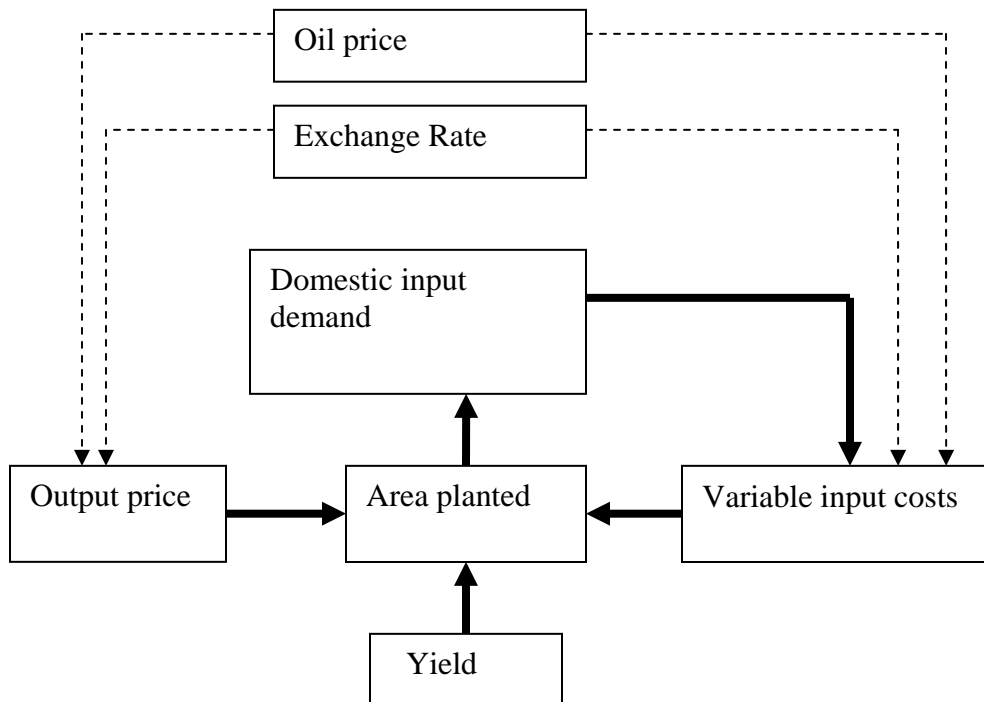 Oil price
Exchange Rate
Domestic input
demand
Output price
Area planted
Variable input costs
Yield